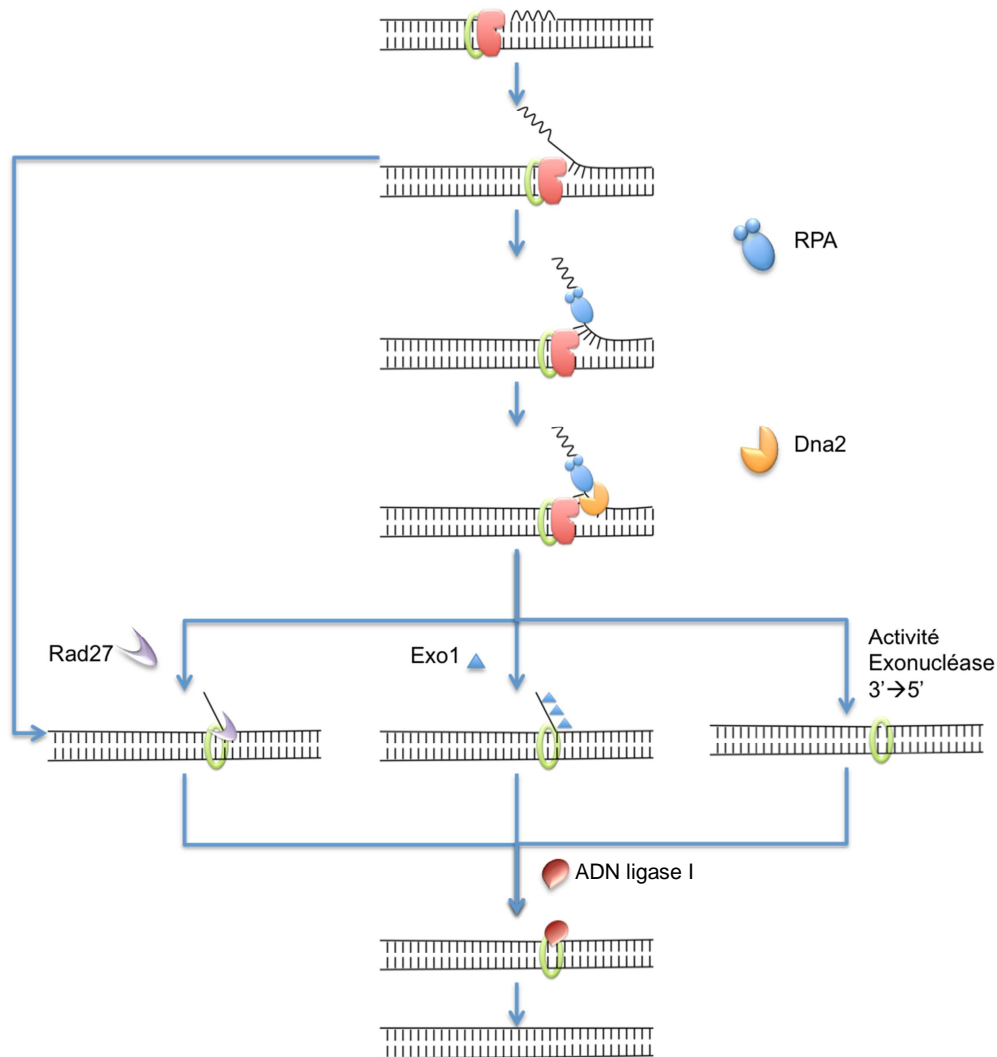 RPA
Dna2
Rad27
Exo1
Activité
Exonucléase
3’→5’
ADN ligase I